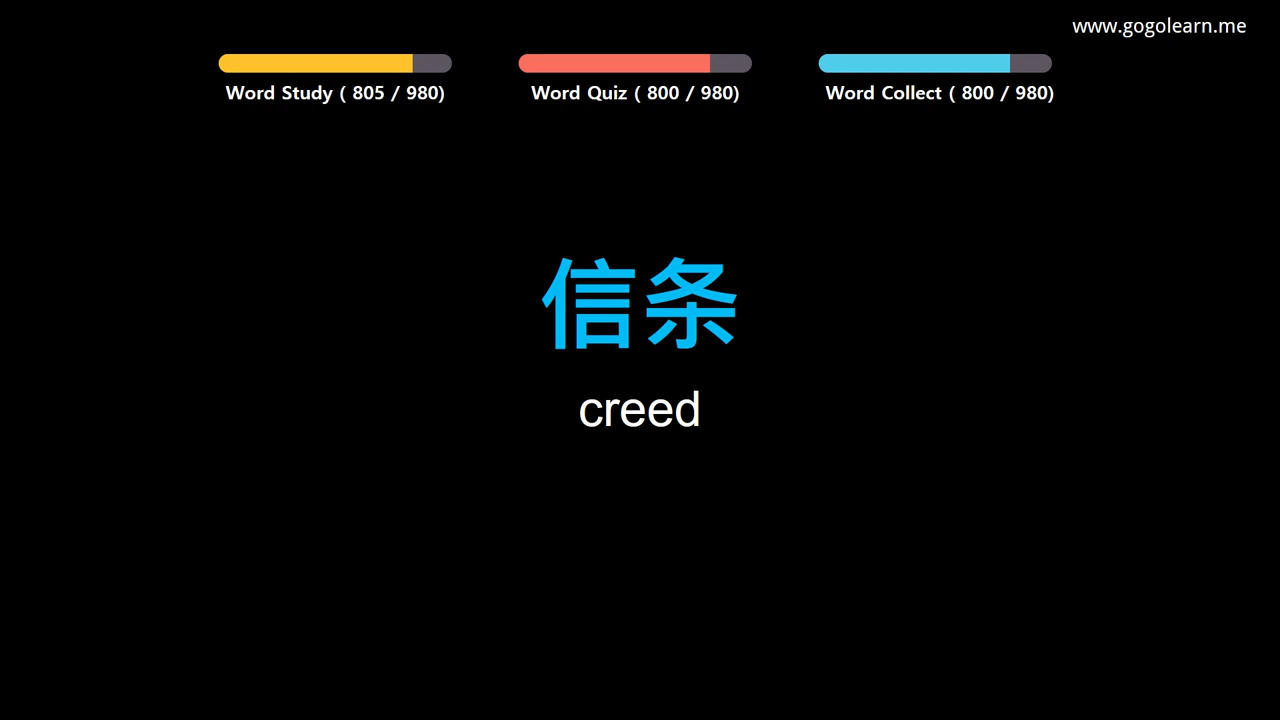 www.gogolearn.me
Word Study ( 805 / 980)
Word Quiz ( 800 / 980)
Word Collect ( 800 / 980)
信条
creed